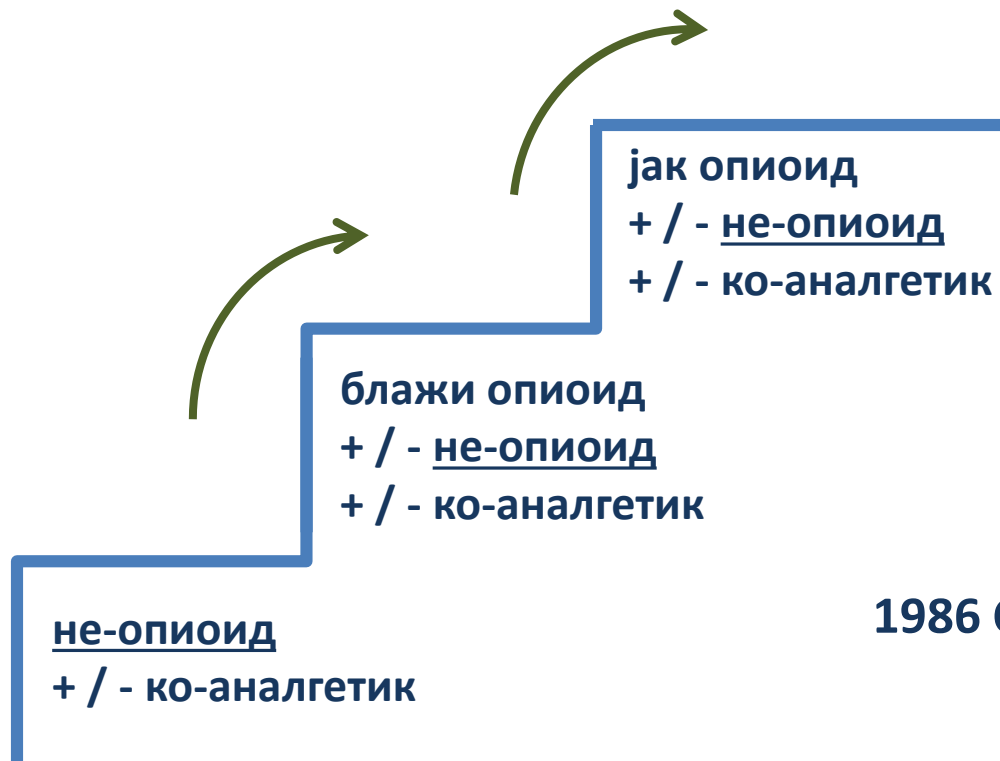 јак опиоид
+ / - не-опиоид
+ / - ко-аналгетик
блажи опиоид
+ / - не-опиоид
+ / - ко-аналгетик
1986
не-опиоид
+ / - ко-аналгетик